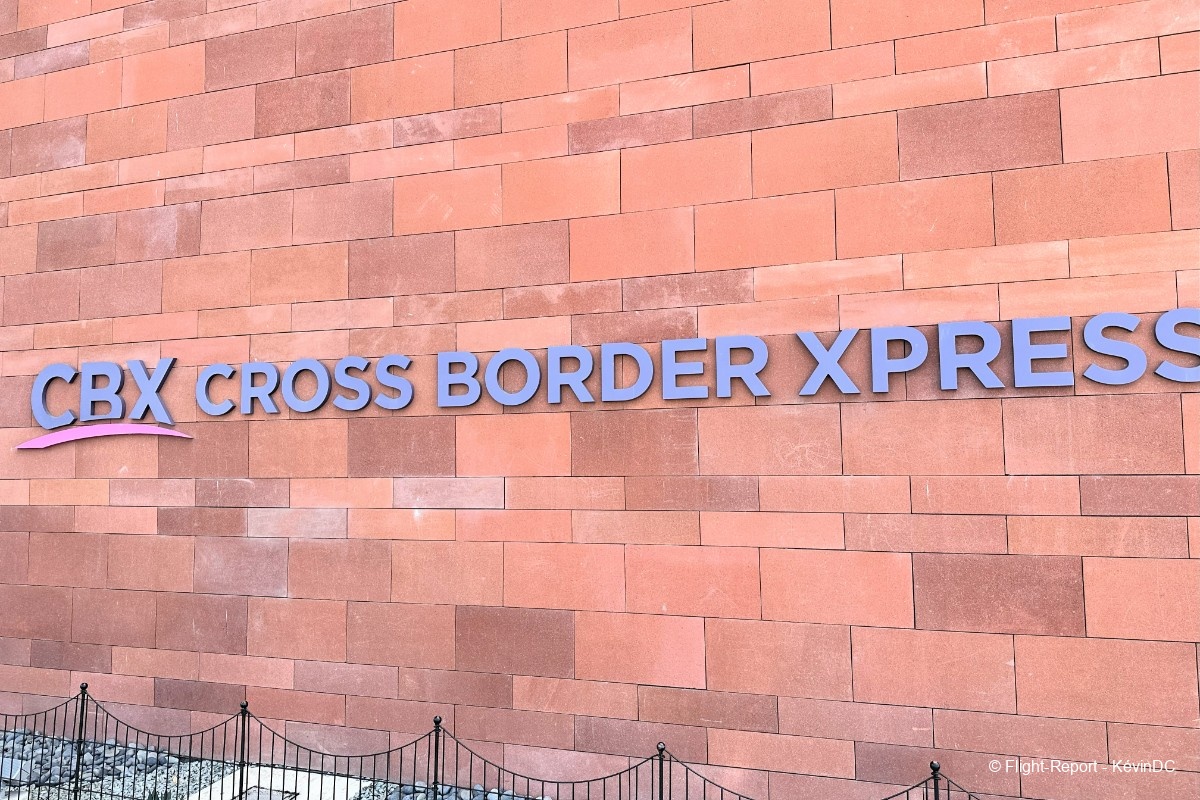 CBX CROSS BORDER XPRESS
© Flight-Report - KévinDC